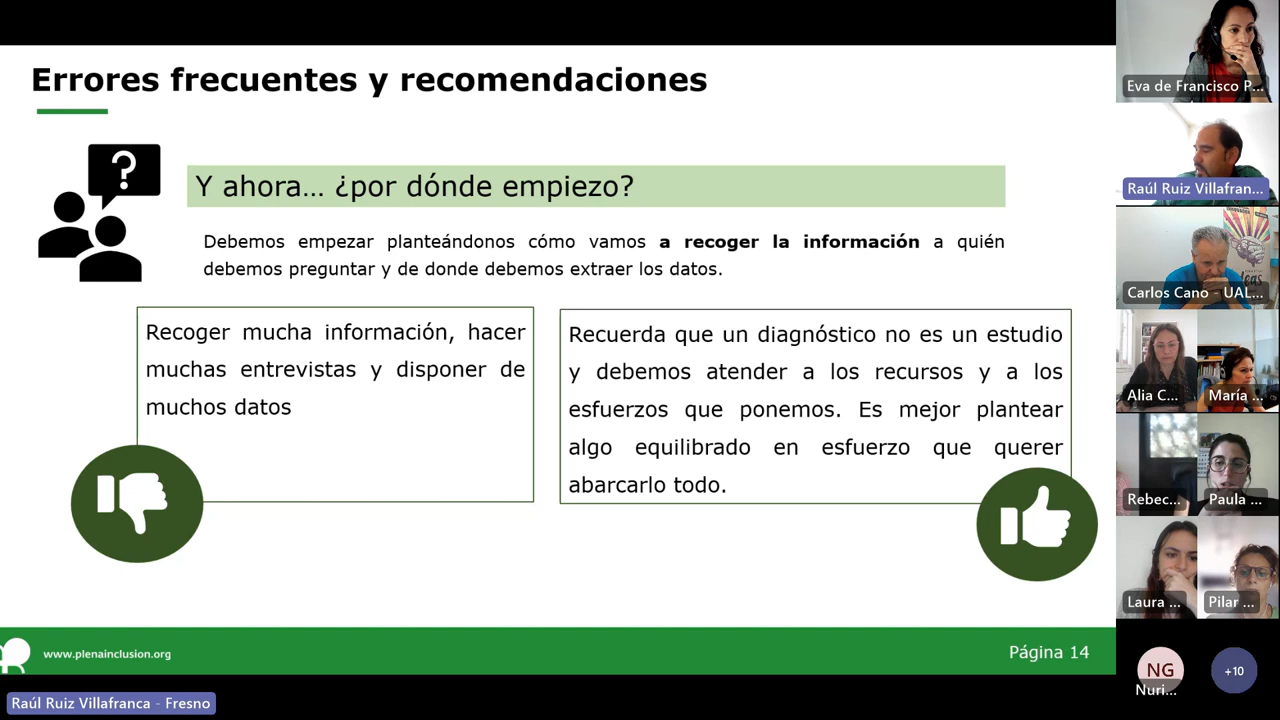 Errores frecuentes y recomendaciones
?
Y ahora... ¿por dónde empiezo?
Debemos empezar planteándonos cómo vamos a recoger la información a quién
debemos preguntar y de donde debemos extraer los datos.
Recoger mucha información, hacer
muchas entrevistas y disponer de
muchos datos
Recuerda que un diagnóstico no es un estudio
y debemos atender a los recursos y a los
esfuerzos que ponemos. Es mejor plantear
algo equilibrado en esfuerzo que querer
abarcarlo todo.
www.plenainclusion.org
Página 14
Raúl Ruiz Villafranca - Fresno
Eva de Francisco P...
Raúl Ruiz Villafran...
Carlos Cano - UAL...
Alia C...
María ...
Rebec...
Paula ...
Laura ...
Pilar ...
NG
Nuri...
+10